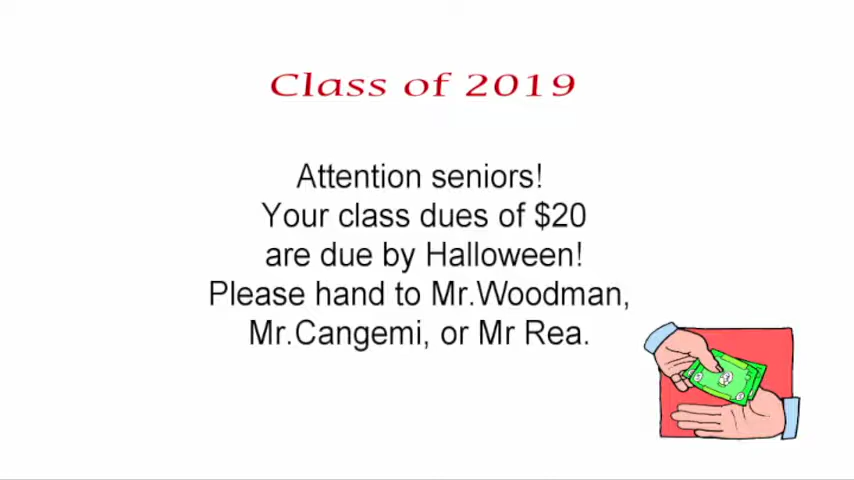 Class of 2019
Attention seniors!
Your class dues of $20
are due by Halloween!
Please hand to Mr.Woodman,
Mr.Cangemi, or Mr Rea.